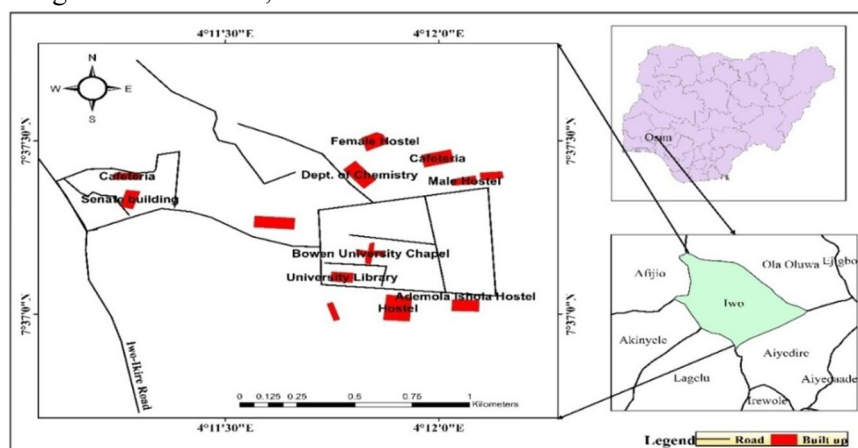 4°11'30"E 4°12'0"E
N
W E
S
7°37'30"N
7°37'30"N
Osun
Female Hostel
Cafeteria
Cafeteria
Dept. of Chemistry
Male Hostel
Senate building
Bowen University Chapel
University Library
Ademola Ishola Hostel
Hostel
7°37'0"N
7°37'0"N
Iwo-Ikire Road
0 0.125 0.25 0.5 0.75 1
Kilometers
4°11'30"E 4°12'0"E
Afijio
Ola Oluwa
Ejigbo
Iwo
Akinyele
Aiyedire
Lagelu
Aiyedaade
Irewole
Legend Road Built up